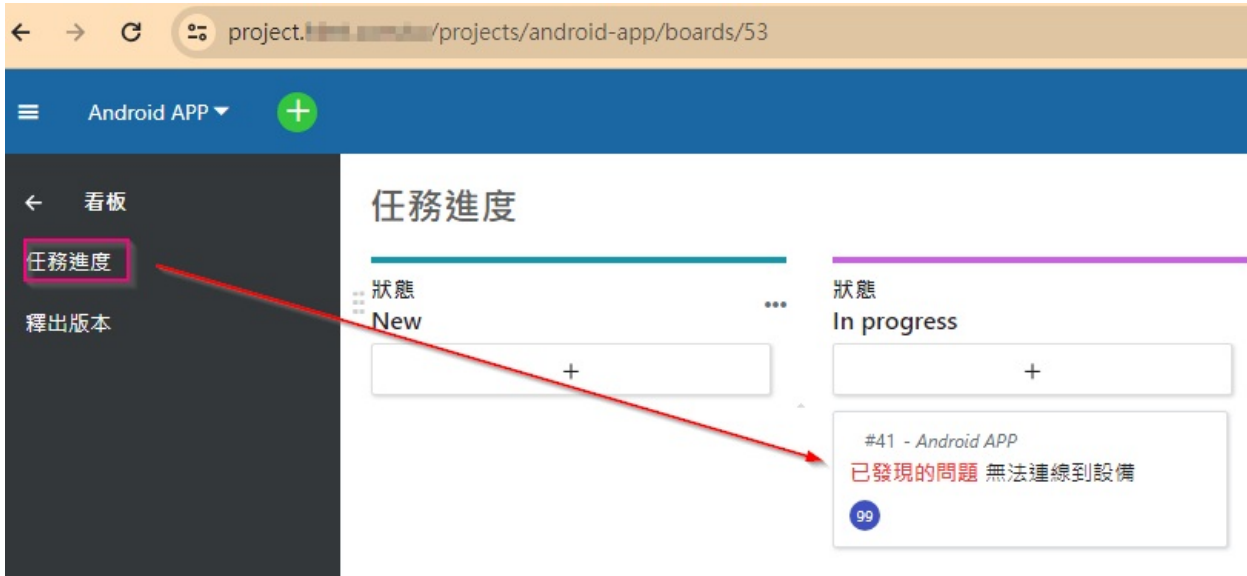 project. /projects/android-app/boards/53
Android APP
看板
任務進度
釋出版本
任務進度
狀態
New
+
狀態
In progress
+
#41 - Android APP
已發現的問題 無法連線到設備
99